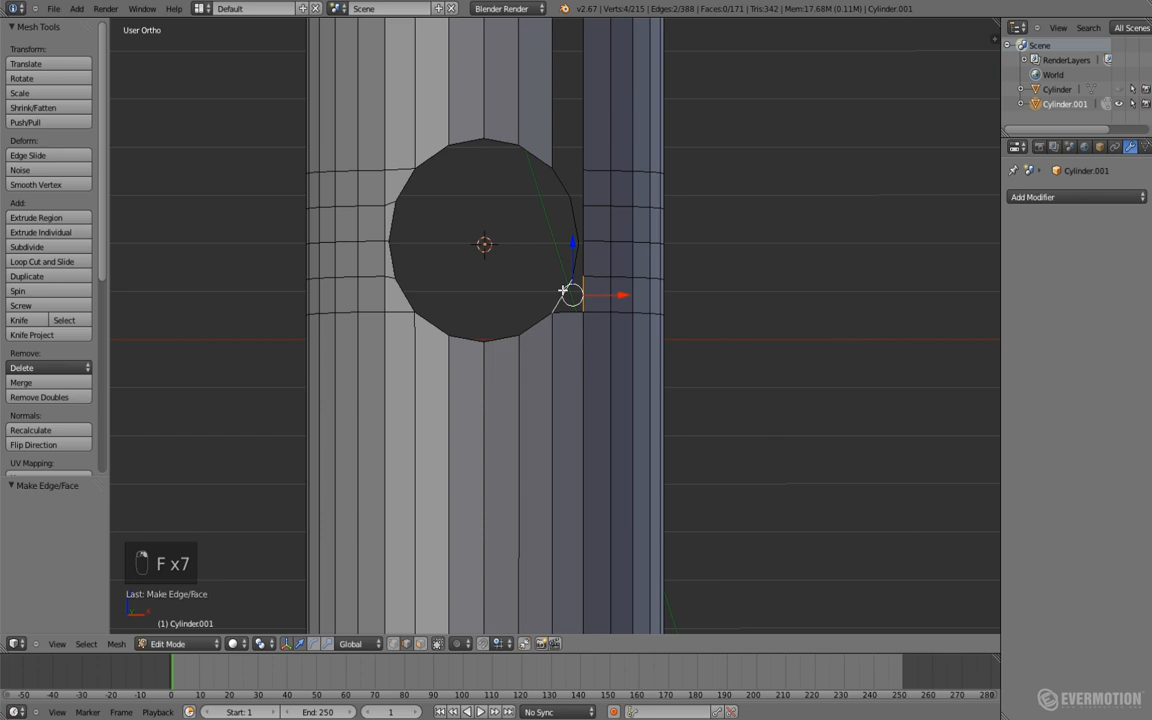 File Add Render Window Help Default Scene Blender Render v2.67 | Verts:4/215 | Edges:2/388 | Faces:0/171 | Tris:342 | Mem:17.68M (0.11M) | Cylinder.001
Mesh Tools
Transform:
Translate
Rotate
Scale
Shrink/Fatten
Push/Pull
Deform:
Edge Slide
Noise
Smooth Vertex
Add:
Extrude Region
Extrude Individual
Subdivide
Loop Cut and Slide
Duplicate
Spin
Screw
Knife Select
Knife Project
Remove:
Delete
Merge
Remove Doubles
Normals:
Recalculate
Flip Direction
UV Mapping:
Make Edge/Face
User Ortho
F x7
Last: Make Edge/Face
(1) Cylinder.001
View Search All Scenes
Scene
RenderLayers
World
Cylinder
Cylinder.001
Cylinder.001
Add Modifier
View Select Mesh Edit Mode Global
-50 -40 -30 -20 -10 0 10 20 30 40 50 60 70 80 90 100 110 120 130 140 150 160 170 180 190 200 210 220 230 240 250 260 270 280
View Marker Frame Playback Start: 1 End: 250 1 No Sync
EVERMOTION